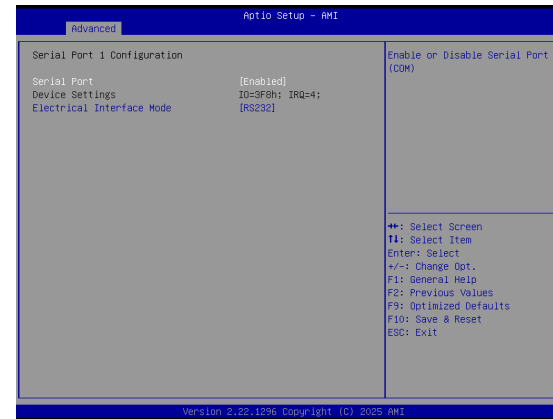 Aptio Setup - AMI
Advanced
Serial Port 1 Configuration
Serial Port [Enabled]
Device Settings IO=3F8h; IRQ=4;
Electrical Interface Mode [RS232]
Enable or Disable Serial Port
(COM)
→←: Select Screen
↑↓: Select Item
Enter: Select
+/-: Change Opt.
F1: General Help
F2: Previous Values
F9: Optimized Defaults
F10: Save & Reset
ESC: Exit
Version 2.22.1296 Copyright (C) 2025 AMI